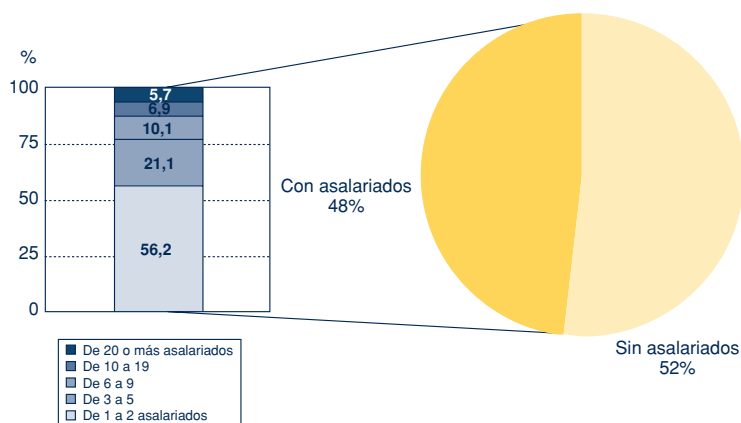 %
100
75
50
25
0
5,7
6,9
10,1
21,1
56,2
Con asalariados
48%
Sin asalariados
52%
De 20 o más asalariados
De 10 a 19
De 6 a 9
De 3 a 5
De 1 a 2 asalariados